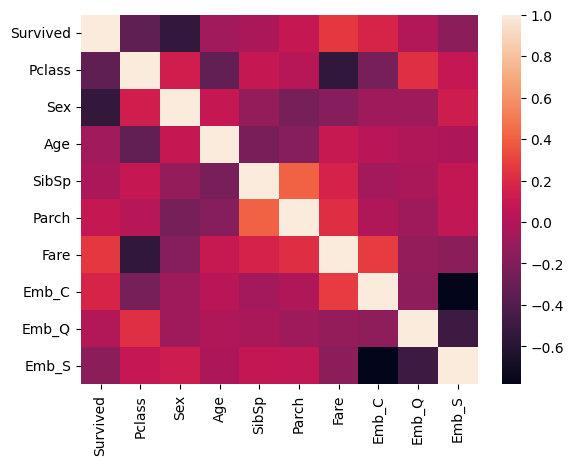 Survived
Pclass
Sex
Age
SibSp
Parch
Fare
Emb_C
Emb_Q
Emb_S
Survived
Pclass
Sex
Age
SibSp
Parch
Fare
Emb_C
Emb_Q
Emb_S
1.0
0.8
0.6
0.4
0.2
0.0
−0.2
−0.4
−0.6